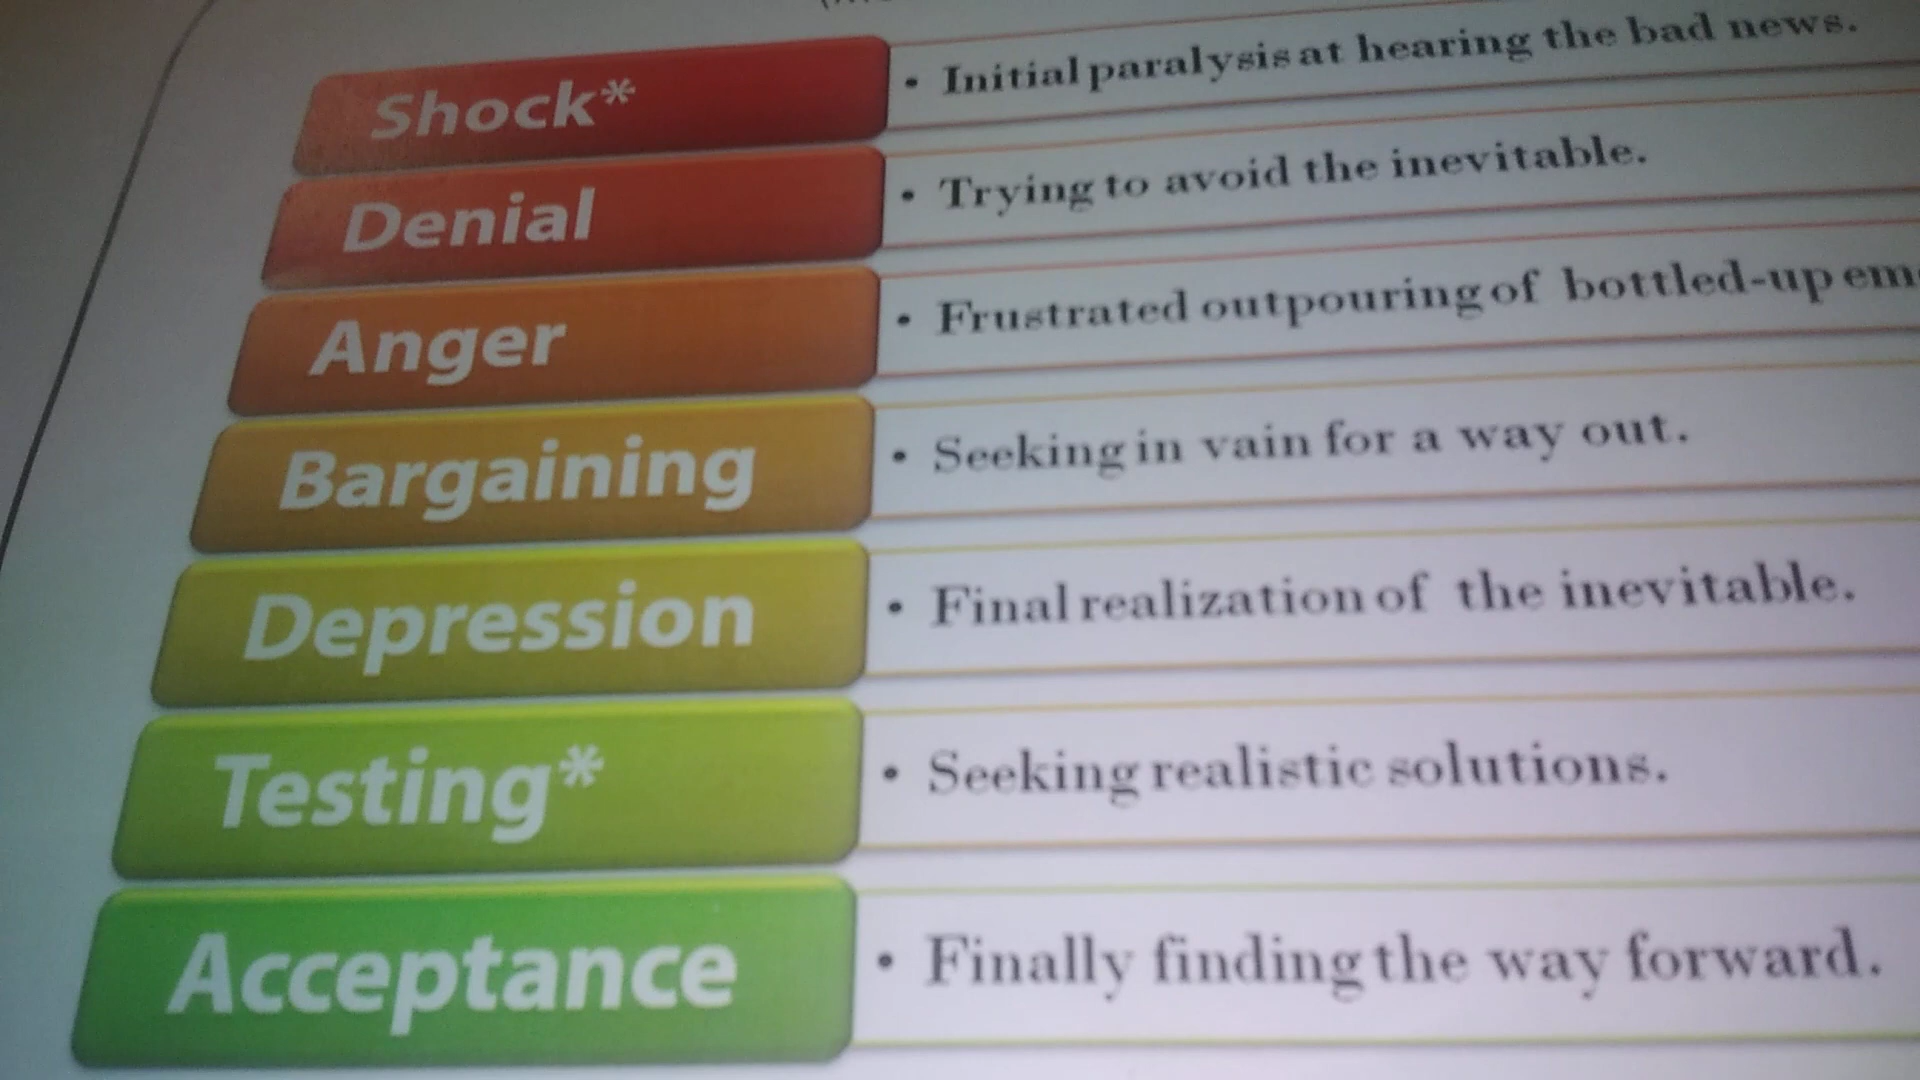 Shock*
• Initial paralysis at hearing the bad news.
Denial
• Trying to avoid the inevitable.
Anger
• Frustrated outpouring of bottled-up
Bargaining
• Seeking in vain for a way out.
Depression
• Final realization of the inevitable.
Testing*
• Seeking realistic solutions.
Acceptance
• Finally finding the way forward.